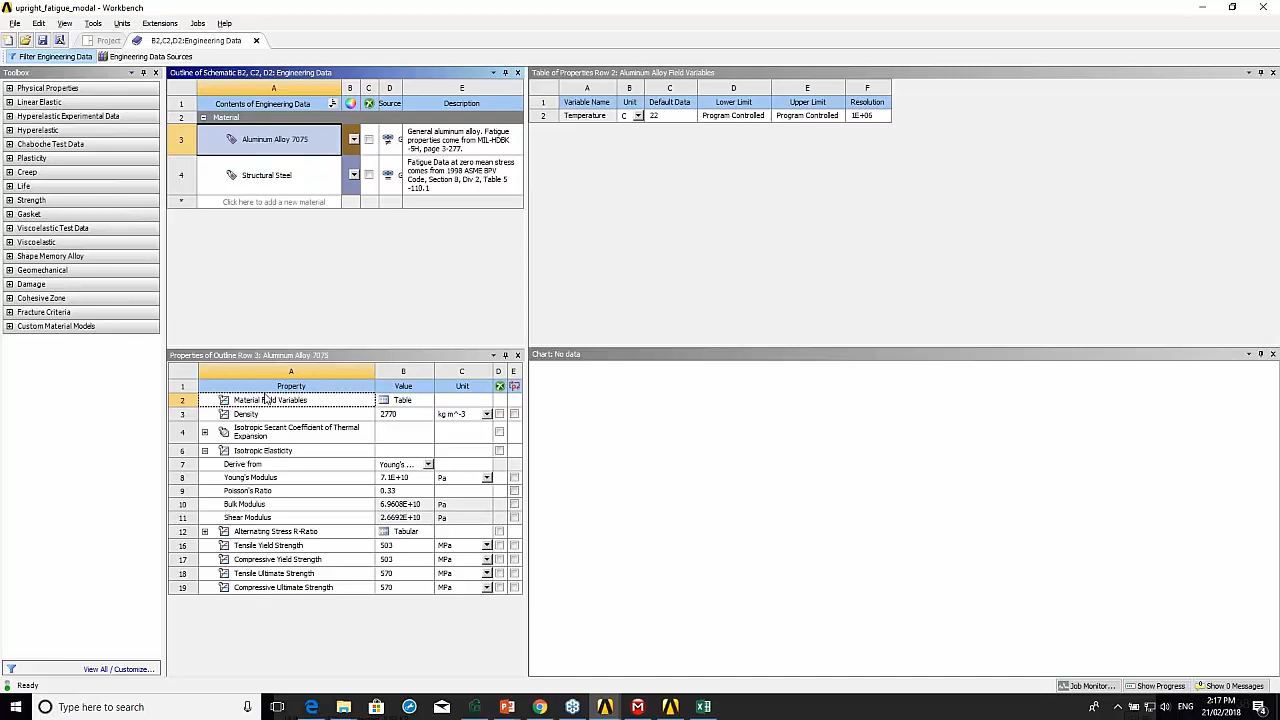 upright_fatigue_modal - Workbench
File Edit View Tools Units Extensions Jobs Help
Project B2,C2,D2:Engineering Data
Filter Engineering Data Engineering Data Sources
Toolbox
Physical Properties
Linear Elastic
Hyperelastic Experimental Data
Hyperelastic
Chaboche Test Data
Plasticity
Creep
Life
Strength
Gasket
Viscoelastic Test Data
Viscoelastic
Shape Memory Alloy
Geomechanical
Damage
Cohesive Zone
Fracture Criteria
Custom Material Models
View All / Customize...
Outline of Schematic B2, C2, D2: Engineering Data
A B C D E
1 Contents of Engineering Data Source Description
2 Material
3 Aluminum Alloy 7075 General aluminum alloy. Fatigue
properties come from MIL-HDBK
-5H, page 3-277.
4 Structural Steel Fatigue Data at zero mean stress
comes from 1998 ASME BPV
Code, Section 8, Div 2, Table 5
-110.1
* Click here to add a new material
Properties of Outline Row 3: Aluminum Alloy 7075
A B C D E
1 Property Value Unit
2 Material Field Variables Table
3 Density 2770 kg m^-3
4 Isotropic Secant Coefficient of Thermal
Expansion
6 Isotropic Elasticity
7 Derive from Young's ...
8 Young's Modulus 7.1E+10 Pa
9 Poisson's Ratio 0.33
10 Bulk Modulus 6.9608E+10 Pa
11 Shear Modulus 2.6692E+10 Pa
12 Alternating Stress R-Ratio Tabular
16 Tensile Yield Strength 503 MPa
17 Compressive Yield Strength 503 MPa
18 Tensile Ultimate Strength 570 MPa
19 Compressive Ultimate Strength 570 MPa
Table of Properties Row 2: Aluminum Alloy Field Variables
A B C D E F
1 Variable Name Unit Default Data Lower Limit Upper Limit Resolution
2 Temperature C 22 Program Controlled Program Controlled 1E+06
Chart: No data
Ready
Job Monitor... Show Progress Show 0 Messages
Type here to search
ENG
2:17 PM
21/02/2018